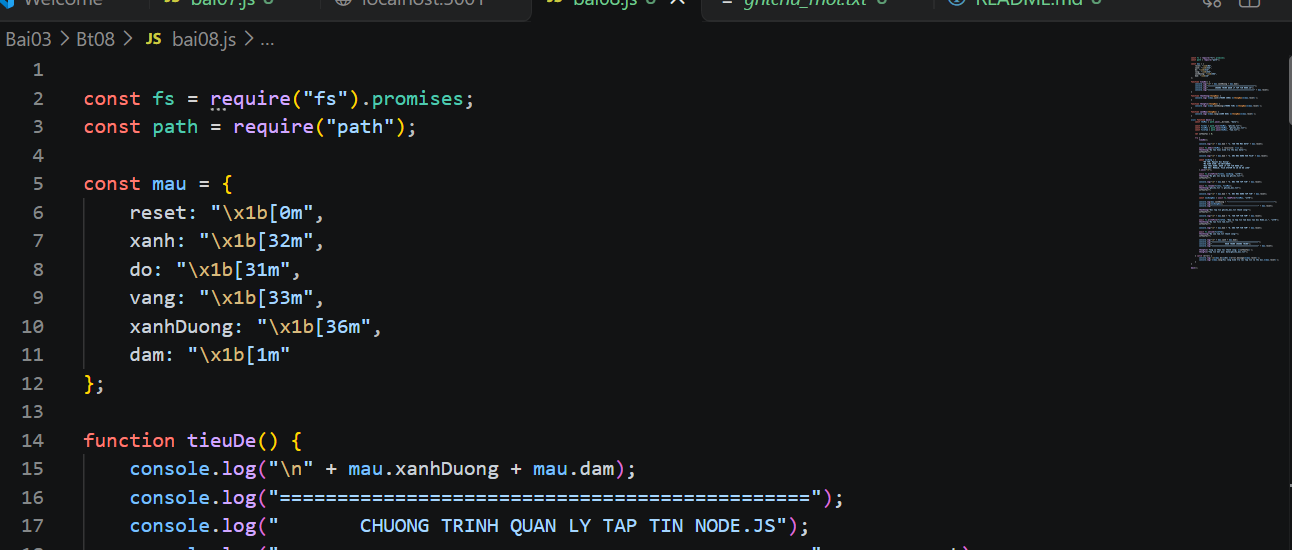 Welcome bai07.js localhost:3001 bai08.js README.md
Bai03 > Bt08 > JS bai08.js > ...
1
2 const fs = require("fs").promises;
3 const path = require("path");
4
5 const mau = {
6 reset: "\x1b[0m",
7 xanh: "\x1b[32m",
8 do: "\x1b[31m",
9 vang: "\x1b[33m",
10 xanhDuong: "\x1b[36m",
11 dam: "\x1b[1m"
12 };
13
14 function tieuDe() {
15 console.log("\n" + mau.xanhDuong + mau.dam);
16 console.log("==============================================");
17 console.log("       CHUONG TRINH QUAN LY TAP TIN NODE.JS");